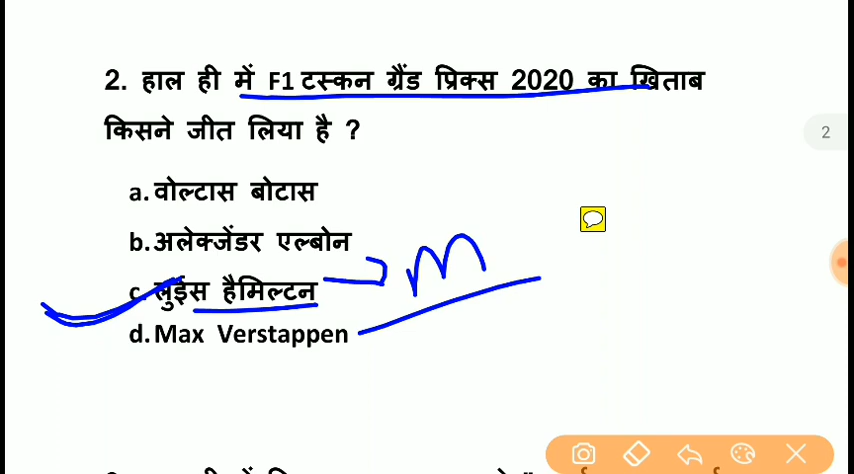 2. हाल ही में F1 टस्कन ग्रैंड प्रिक्स 2020 का खिताब
किसने जीत लिया है ?
a. वोल्टास बोटास
b. अलेक्जेंडर एल्बोन
c. लुईस हैमिल्टन
M
d. Max Verstappen
2